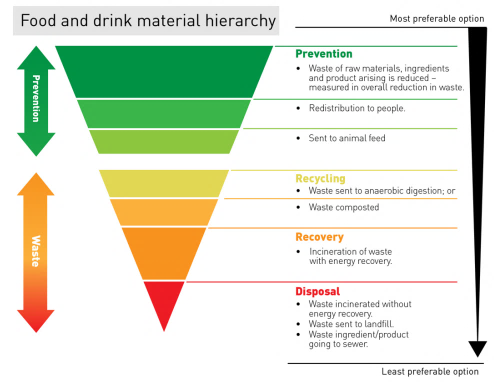 Food and drink material hierarchy
Most preferable option
Prevention
Prevention
• Waste of raw materials, ingredients
and product arising is reduced –
measured in overall reduction in waste.
• Redistribution to people.
• Sent to animal feed
Waste
Recycling
• Waste sent to anaerobic digestion; or
• Waste composted
Recovery
• Incineration of waste
with energy recovery.
Disposal
• Waste incinerated without
energy recovery.
• Waste sent to landfill.
• Waste ingredient/product
going to sewer.
Least preferable option